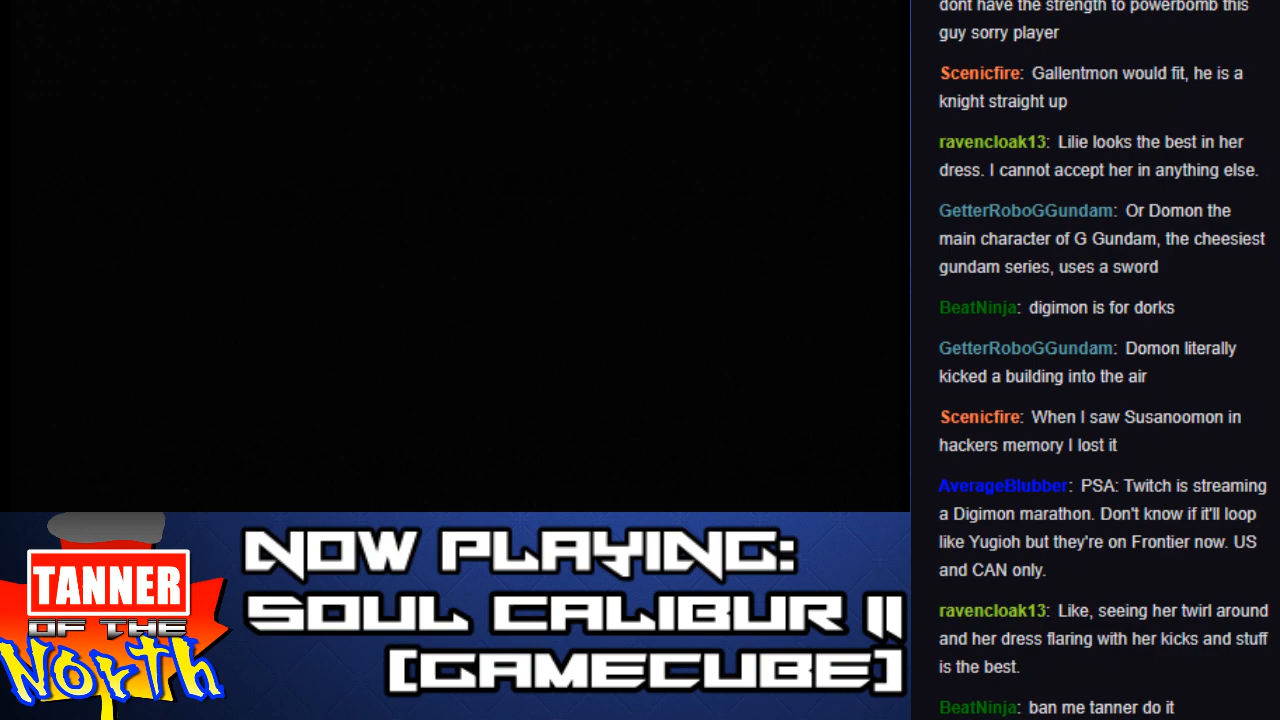 dont have the strength to powerbomb this
guy sorry player
Scenicfire: Gallentmon would fit, he is a
knight straight up
ravencloak13: Lilie looks the best in her
dress. I cannot accept her in anything else.
GetterRoboGGundam: Or Domon the
main character of G Gundam, the cheesiest
gundam series, uses a sword
BeatNinja: digimon is for dorks
GetterRoboGGundam: Domon literally
kicked a building into the air
Scenicfire: When I saw Susanoomon in
hackers memory I lost it
AverageBlubber: PSA: Twitch is streaming
a Digimon marathon. Don't know if it'll loop
like Yugioh but they're on Frontier now. US
and CAN only.
ravencloak13: Like, seeing her twirl around
and her dress flaring with her kicks and stuff
is the best.
BeatNinja: ban me tanner do it
TANNER
OF THE
North
NOW PLAYING:
SOUL CALIBUR II
[GAMECUBE]